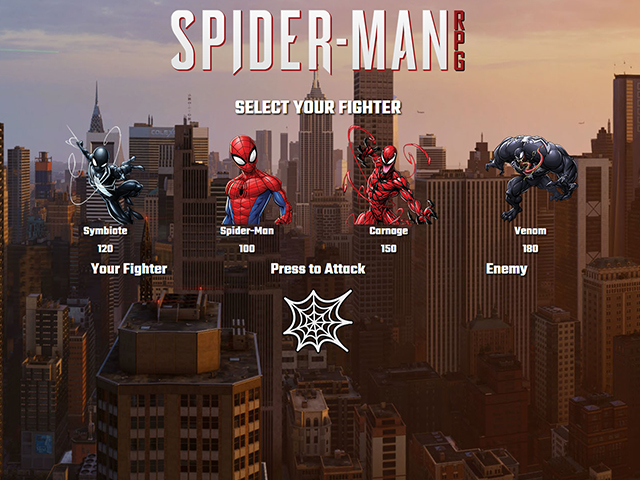 SPIDER-MAN RPG
SELECT YOUR FIGHTER
Symbiote Spider-Man Carnage Venom
120 100 150 180
Your Fighter Press to Attack Enemy